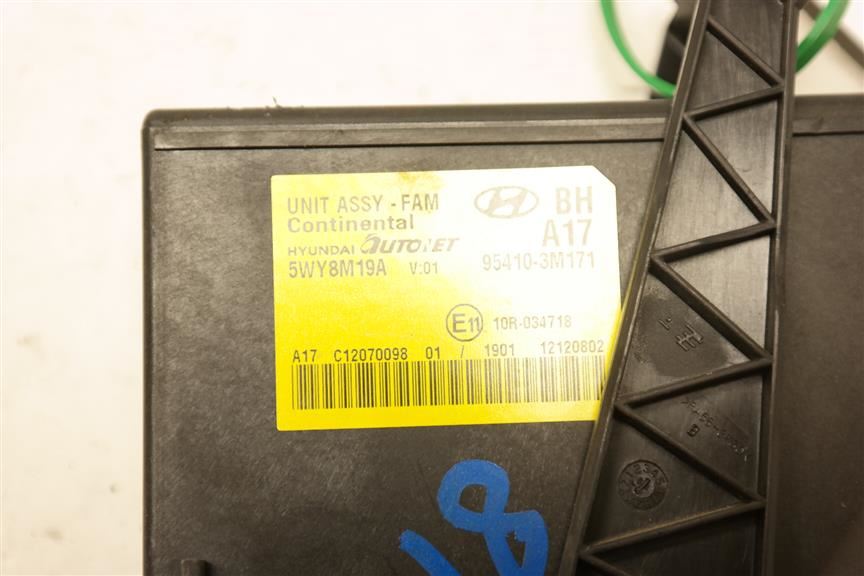 UNIT ASSY - FAM
BH
Continental
A17
HYUNDAI AUTONET
5WY8M19A V:01 95410-3M171
E11 10R-034718
A17 C12070098 01 / 1901 12120802
B
18